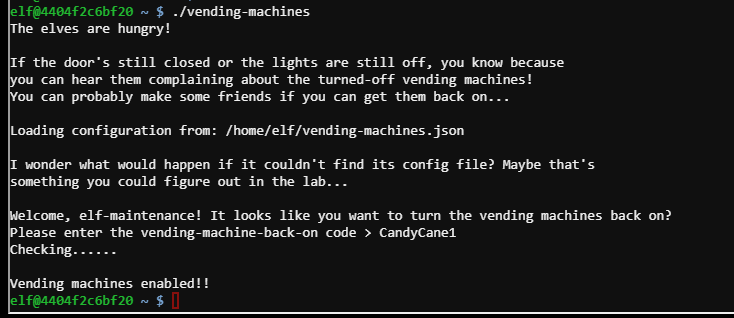 elf@4404f2c6bf20 ~ $ ./vending-machines
The elves are hungry!
If the door's still closed or the lights are still off, you know because
you can hear them complaining about the turned-off vending machines!
You can probably make some friends if you can get them back on...
Loading configuration from: /home/elf/vending-machines.json
I wonder what would happen if it couldn't find its config file? Maybe that's
something you could figure out in the lab...
Welcome, elf-maintenance! It looks like you want to turn the vending machines back on?
Please enter the vending-machine-back-on code > CandyCane1
Checking......
Vending machines enabled!!
elf@4404f2c6bf20 ~ $